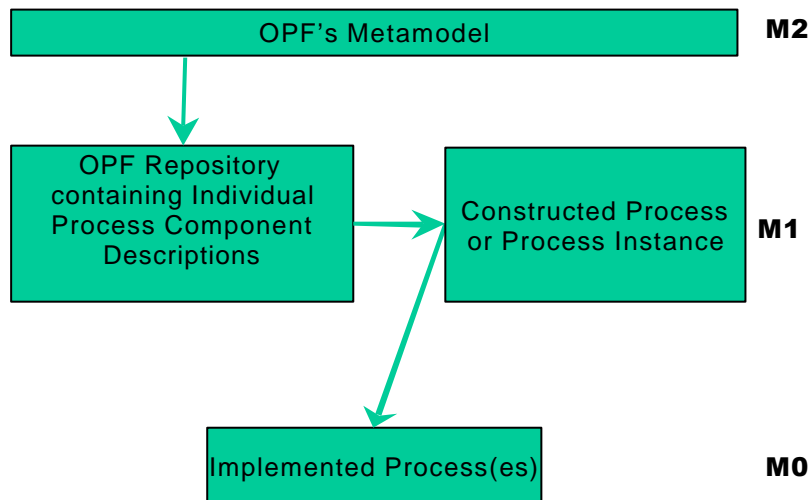 OPF's Metamodel
M2
OPF Repository
containing Individual
Process Component
Descriptions
Constructed Process
or Process Instance
M1
Implemented Process(es)
M0